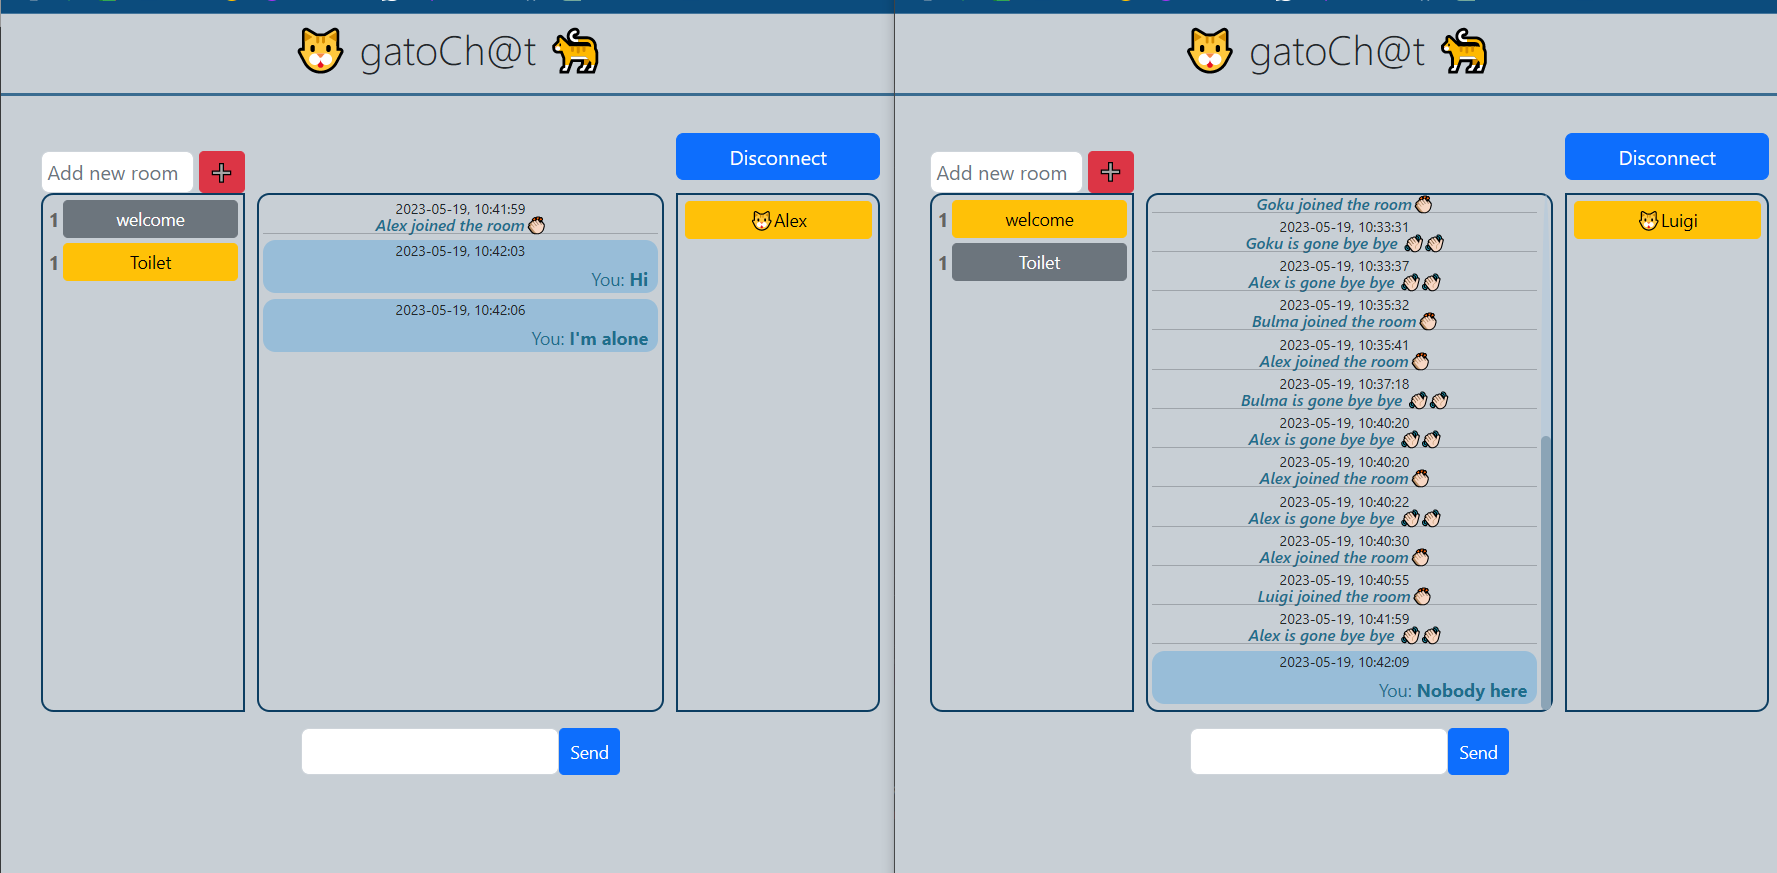 gatoCh@t
Disconnect
Add new room
1 welcome
1 Toilet
2023-05-19, 10:41:59
Alex joined the room
2023-05-19, 10:42:03
You: Hi
2023-05-19, 10:42:06
You: I'm alone
Alex
Send
gatoCh@t
Disconnect
Add new room
1 welcome
1 Toilet
Goku joined the room
2023-05-19, 10:33:31
Goku is gone bye bye
2023-05-19, 10:33:37
Alex is gone bye bye
2023-05-19, 10:35:32
Bulma joined the room
2023-05-19, 10:35:41
Alex joined the room
2023-05-19, 10:37:18
Bulma is gone bye bye
2023-05-19, 10:40:20
Alex is gone bye bye
2023-05-19, 10:40:20
Alex joined the room
2023-05-19, 10:40:22
Alex is gone bye bye
2023-05-19, 10:40:30
Alex joined the room
2023-05-19, 10:40:55
Luigi joined the room
2023-05-19, 10:41:59
Alex is gone bye bye
2023-05-19, 10:42:09
You: Nobody here
Luigi
Send